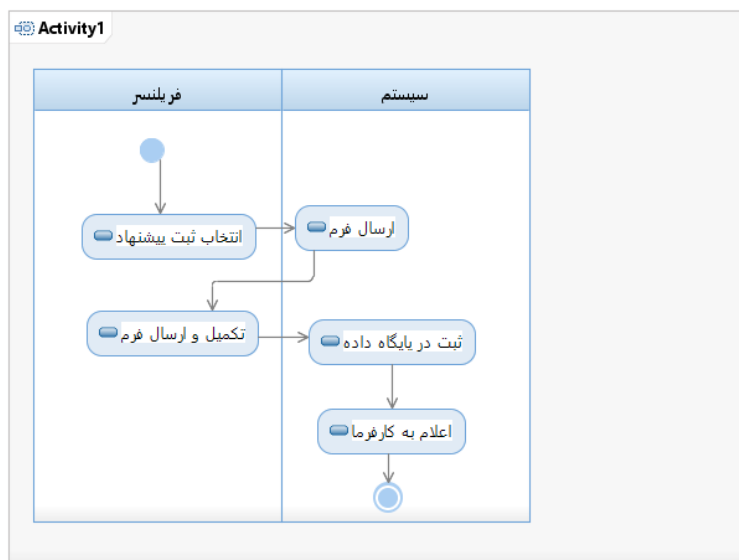 Activity1
فریلنسر
سیستم
انتخاب ثبت پیشنهاد
ارسال فرم
تکمیل و ارسال فرم
ثبت در پایگاه داده
اعلام به کارفرما